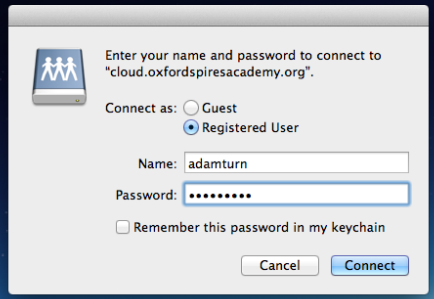 Enter your name and password to connect to
"cloud.oxfordspiresacademy.org".
Connect as: Guest
Registered User
Name: adamturn
Password: •••••••••
Remember this password in my keychain
Cancel Connect